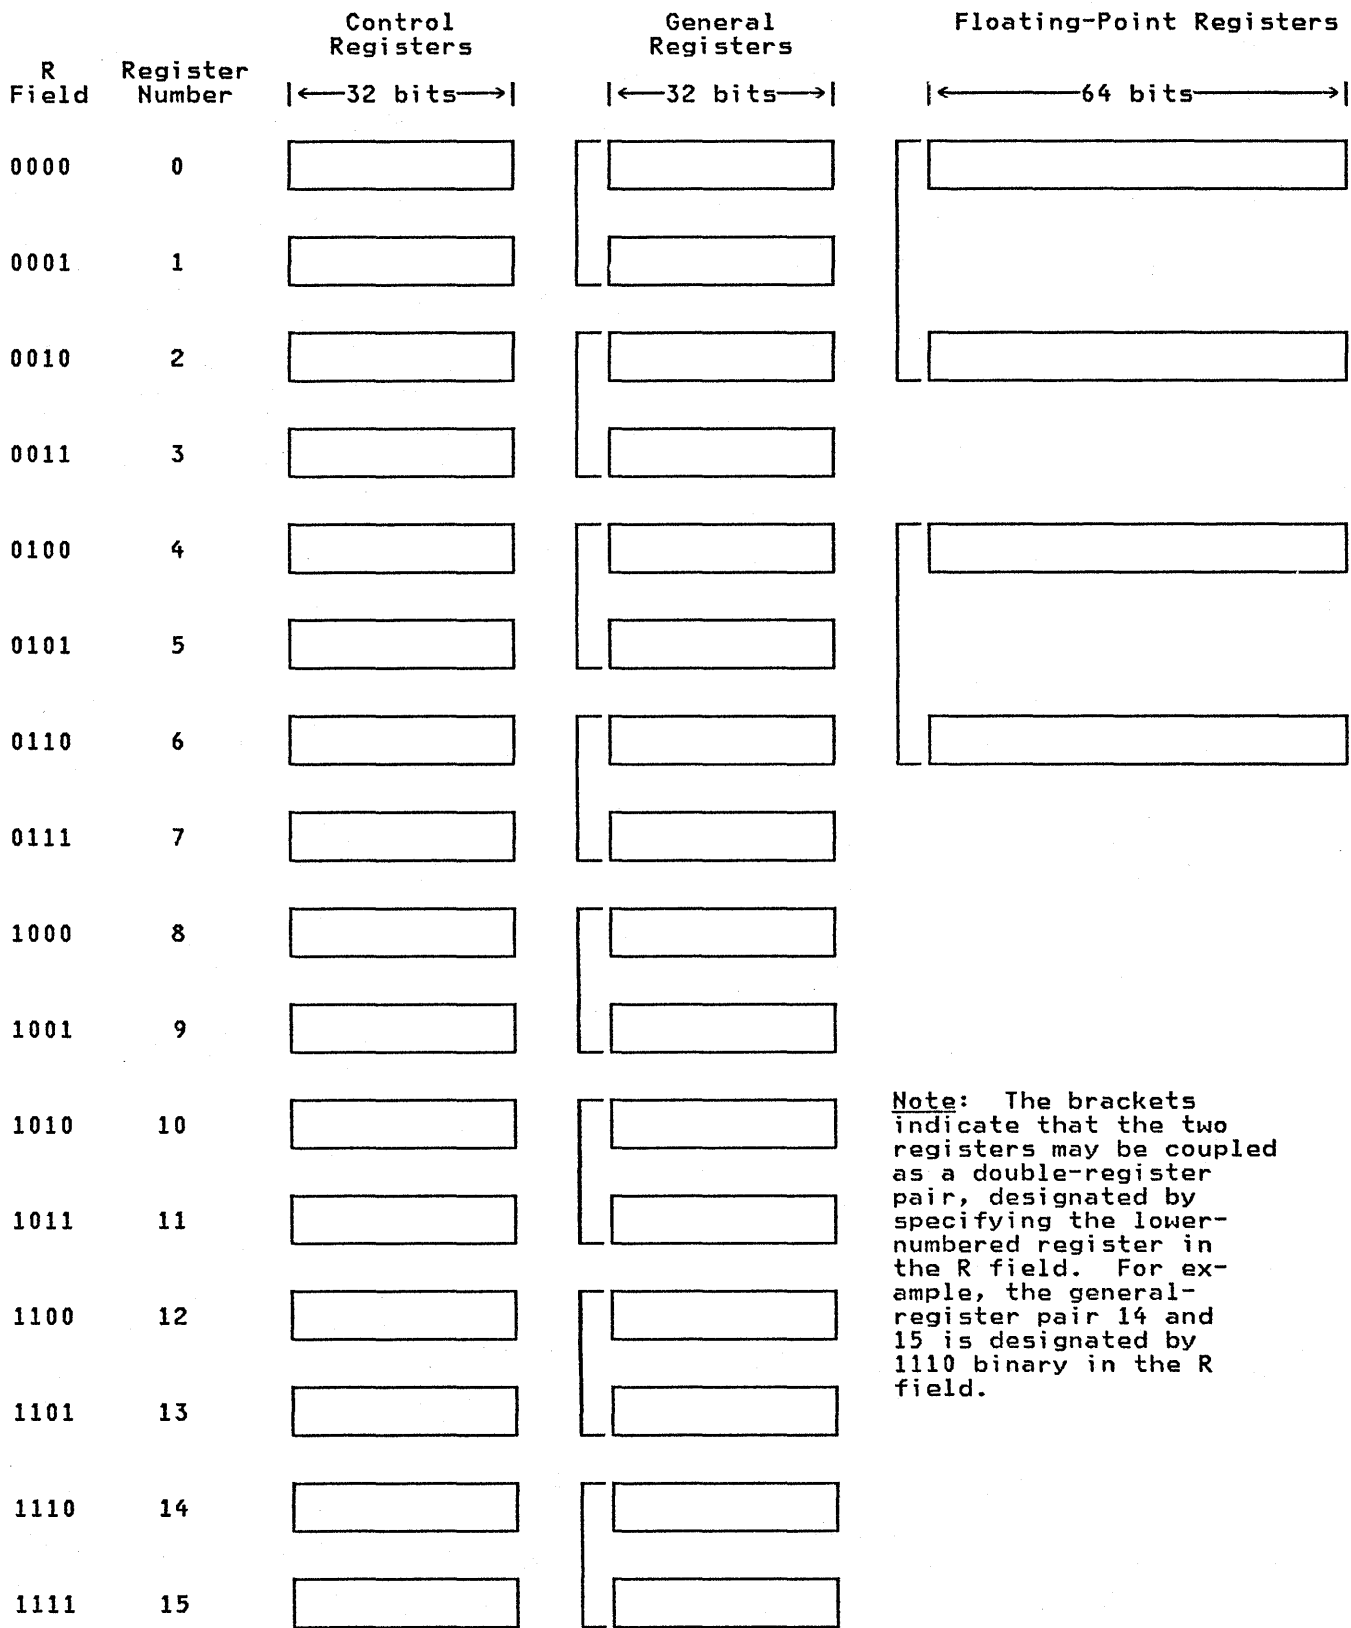 Control Registers
General Registers
Floating-Point Registers
R Field
Register Number
|←—32 bits—→|
|←—32 bits—→|
|←————64 bits————→|
0000 0
0001 1
0010 2
0011 3
0100 4
0101 5
0110 6
0111 7
1000 8
1001 9
1010 10
1011 11
1100 12
1101 13
1110 14
1111 15
Note: The brackets
indicate that the two
registers may be coupled
as a double-register
pair, designated by
specifying the lower-
numbered register in
the R field. For ex-
ample, the general-
register pair 14 and
15 is designated by
1110 binary in the R
field.